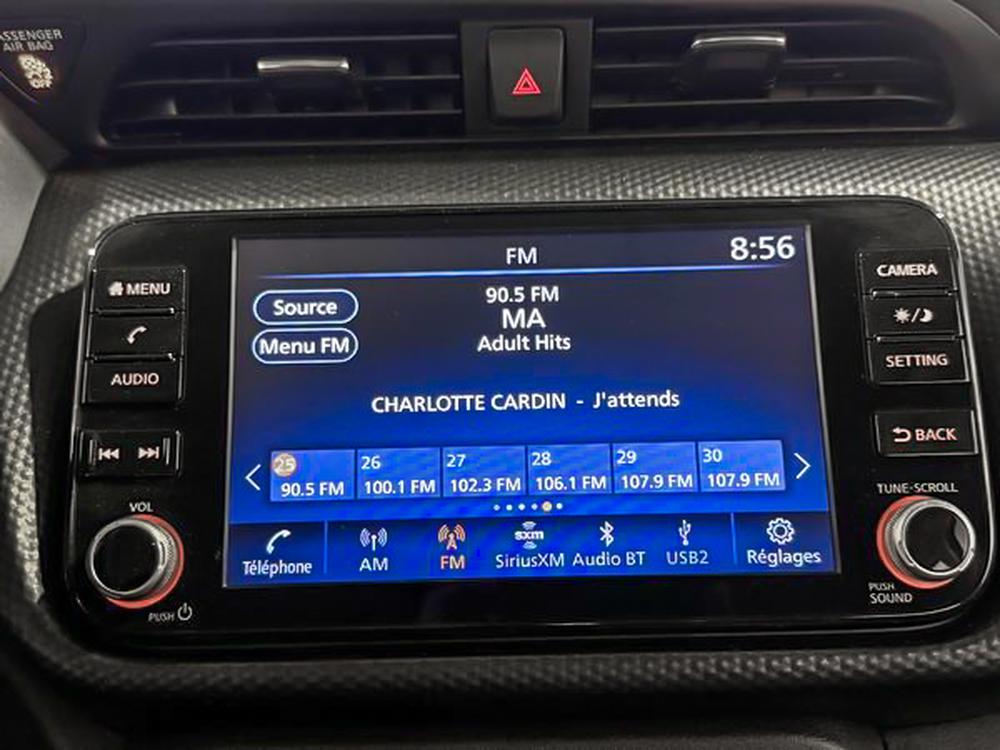 PASSENGER
AIR BAG
OFF
FM
8:56
MENU
AUDIO
VOL
PUSH
Source
Menu FM
90.5 FM
MA
Adult Hits
CHARLOTTE CARDIN - J'attends
25 26 27 28 29 30
90.5 FM 100.1 FM 102.3 FM 106.1 FM 107.9 FM 107.9 FM
sxm
Téléphone AM FM SiriusXM Audio BT USB2 Réglages
CAMERA
SETTING
BACK
TUNE·SCROLL
PUSH
SOUND